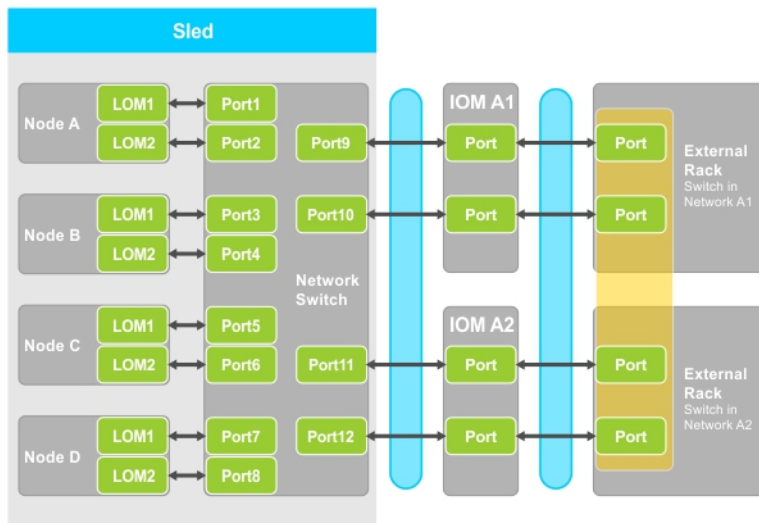 Sled
Node A
LOM1
LOM2
Port1
Port2
Node B
LOM1
LOM2
Port3
Port4
Node C
LOM1
LOM2
Port5
Port6
Node D
LOM1
LOM2
Port7
Port8
Port9
Port10
Network
Switch
Port11
Port12
IOM A1
Port
Port
IOM A2
Port
Port
Port
Port
External
Rack
Switch in
Network A1
Port
Port
External
Rack
Switch in
Network A2